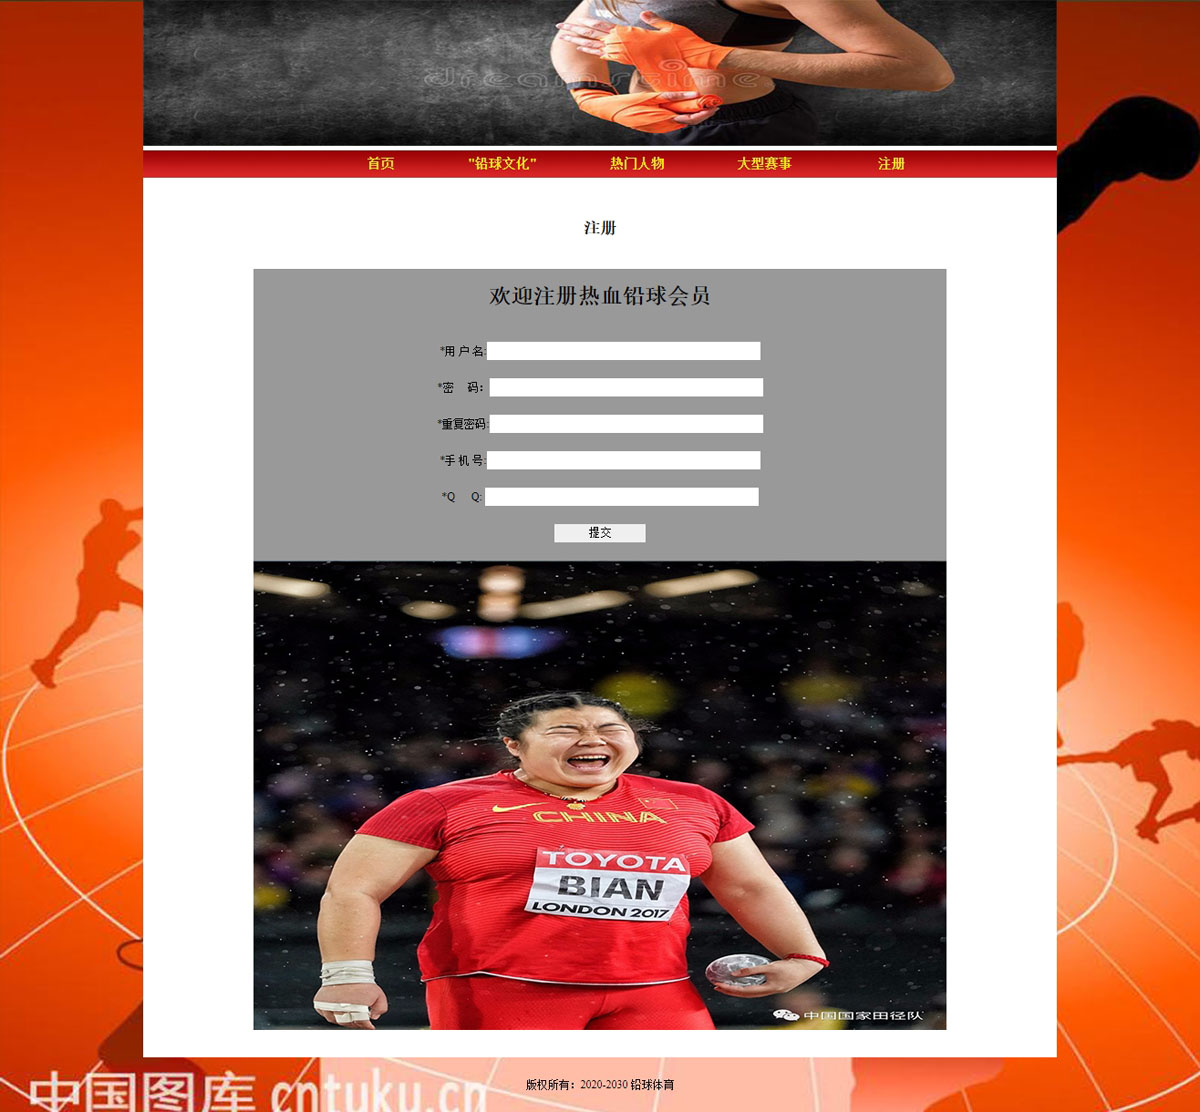 dreamstime
首页 "铅球文化" 热门人物 大型赛事 注册
注册
欢迎注册热血铅球会员
*用 户 名:
*密 码：
*重复密码:
*手 机 号:
*Q Q:
提交
CHINA
TOYOTA
BIAN
LONDON 2017
中国国家田径队
版权所有：2020-2030 铅球体育
中国图库 cntuku.cn